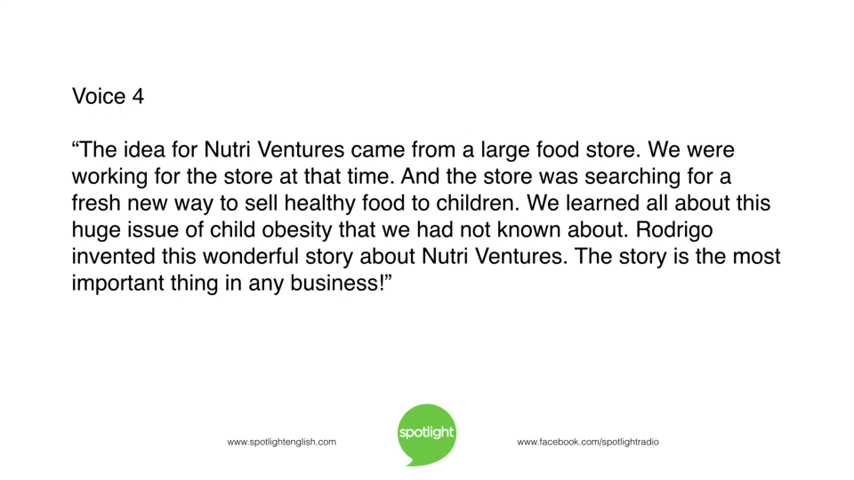 Voice 4
“The idea for Nutri Ventures came from a large food store. We were
working for the store at that time. And the store was searching for a
fresh new way to sell healthy food to children. We learned all about this
huge issue of child obesity that we had not known about. Rodrigo
invented this wonderful story about Nutri Ventures. The story is the most
important thing in any business!”
www.spotlightenglish.com
spotlight
www.facebook.com/spotlightradio